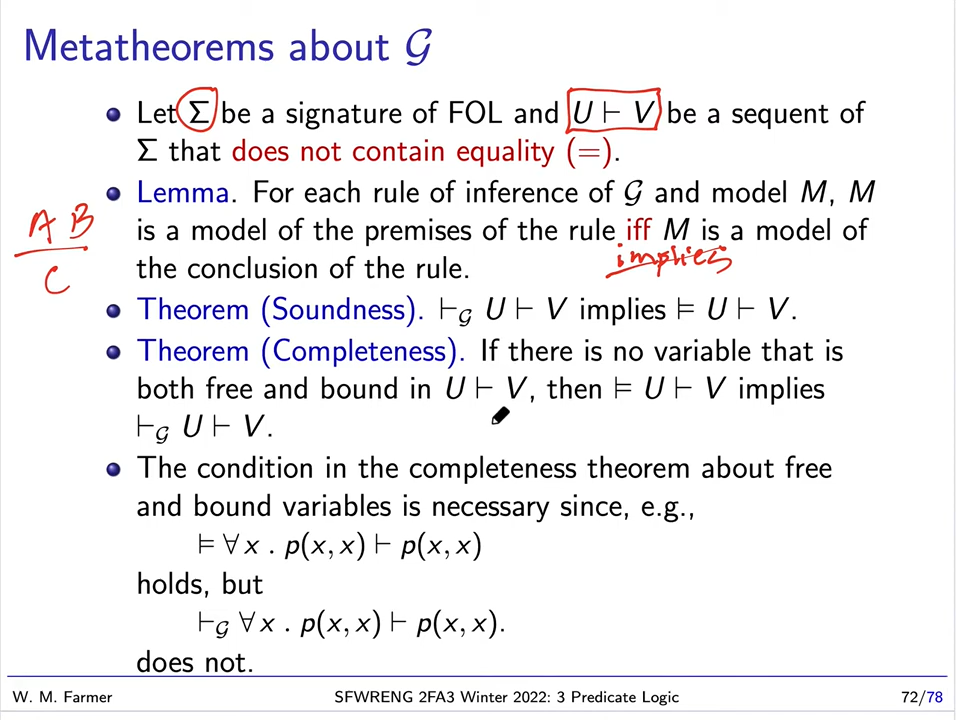 Metatheorems about 𝒢
Let Σ be a signature of FOL and U ⊢ V be a sequent of
Σ that does not contain equality (=).
Lemma. For each rule of inference of 𝒢 and model M, M
is a model of the premises of the rule iff M is a model of
implies
the conclusion of the rule.
A B
C
Theorem (Soundness). ⊢𝒢 U ⊢ V implies ⊨ U ⊢ V.
Theorem (Completeness). If there is no variable that is
both free and bound in U ⊢ V, then ⊨ U ⊢ V implies
⊢𝒢 U ⊢ V.
The condition in the completeness theorem about free
and bound variables is necessary since, e.g.,
⊨ ∀ x . p(x, x) ⊢ p(x, x)
holds, but
⊢𝒢 ∀ x . p(x, x) ⊢ p(x, x).
does not.
W. M. Farmer SFWRENG 2FA3 Winter 2022: 3 Predicate Logic 72/78